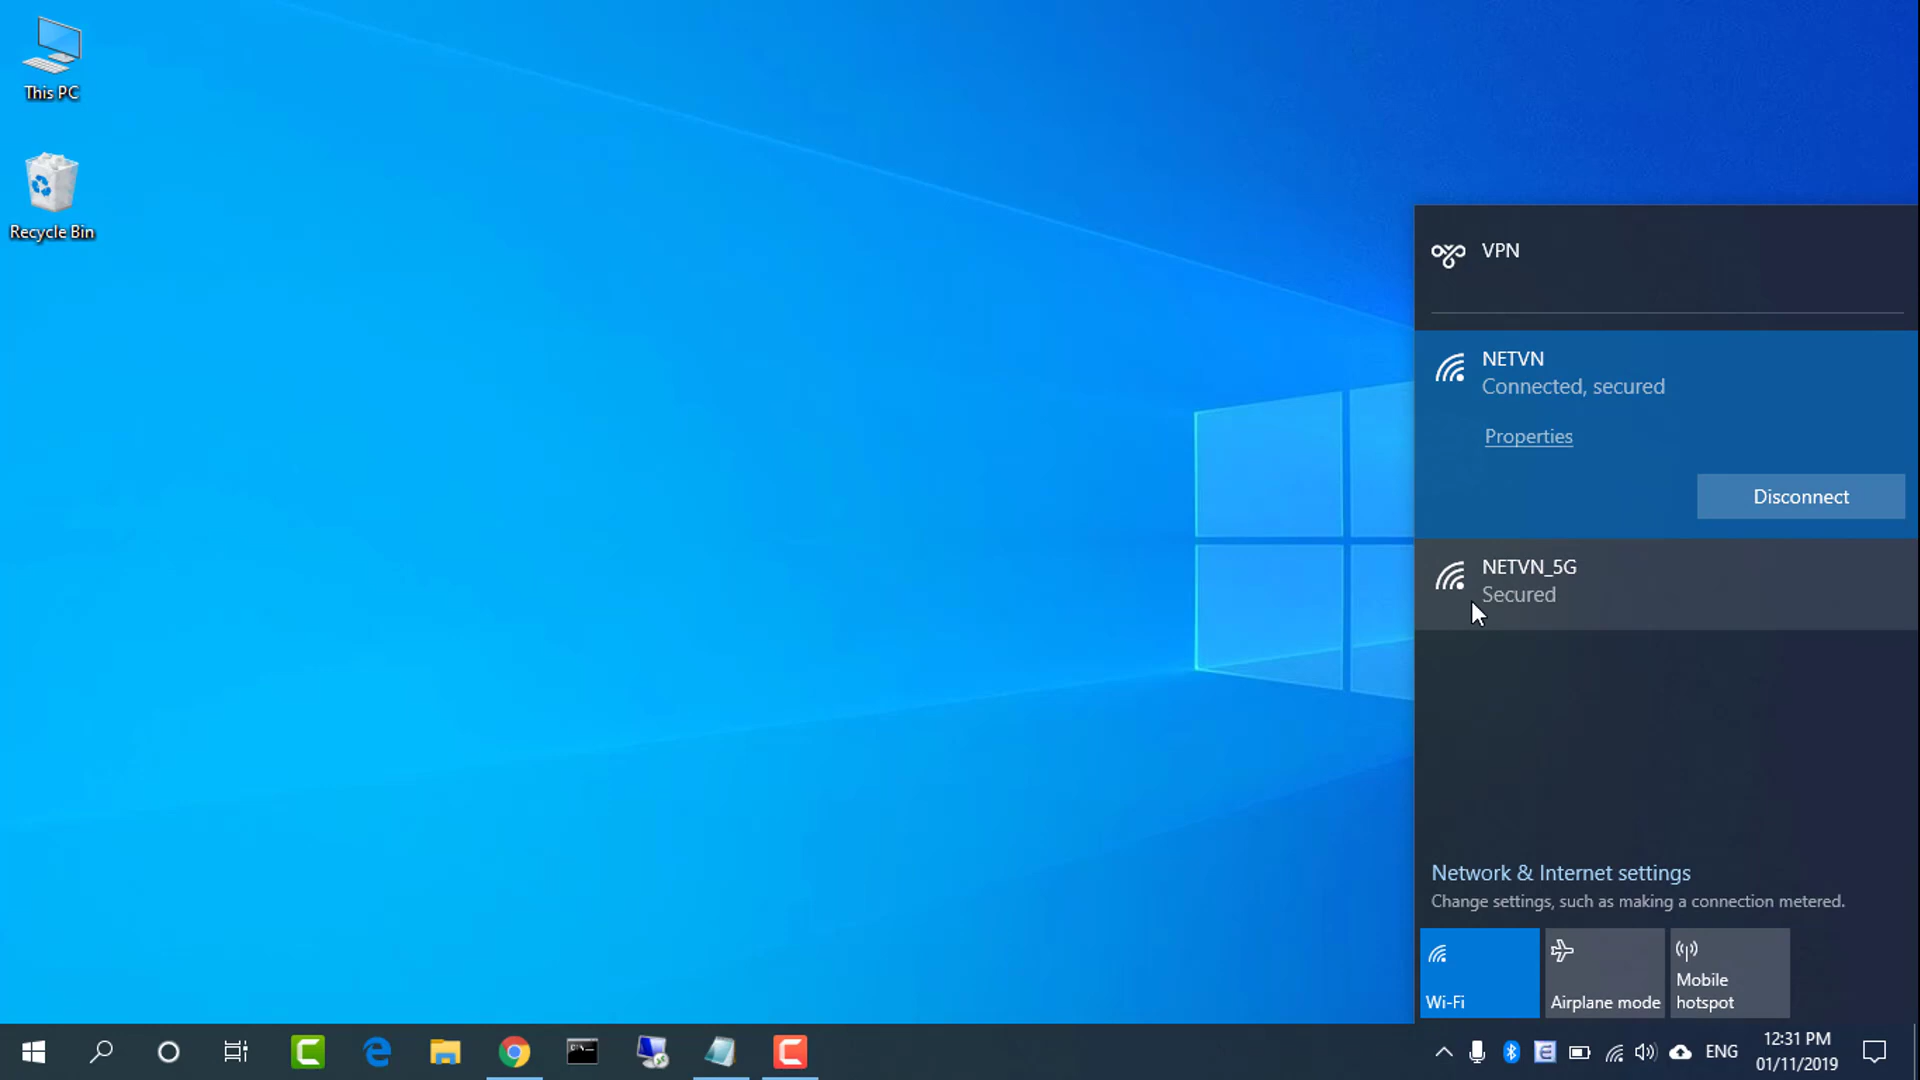 This PC
Recycle Bin
VPN
NETVN
Connected, secured
Properties
Disconnect
NETVN_5G
Secured
Network & Internet settings
Change settings, such as making a connection metered.
Wi-Fi
Airplane mode
Mobile
hotspot
ENG
12:31 PM
01/11/2019